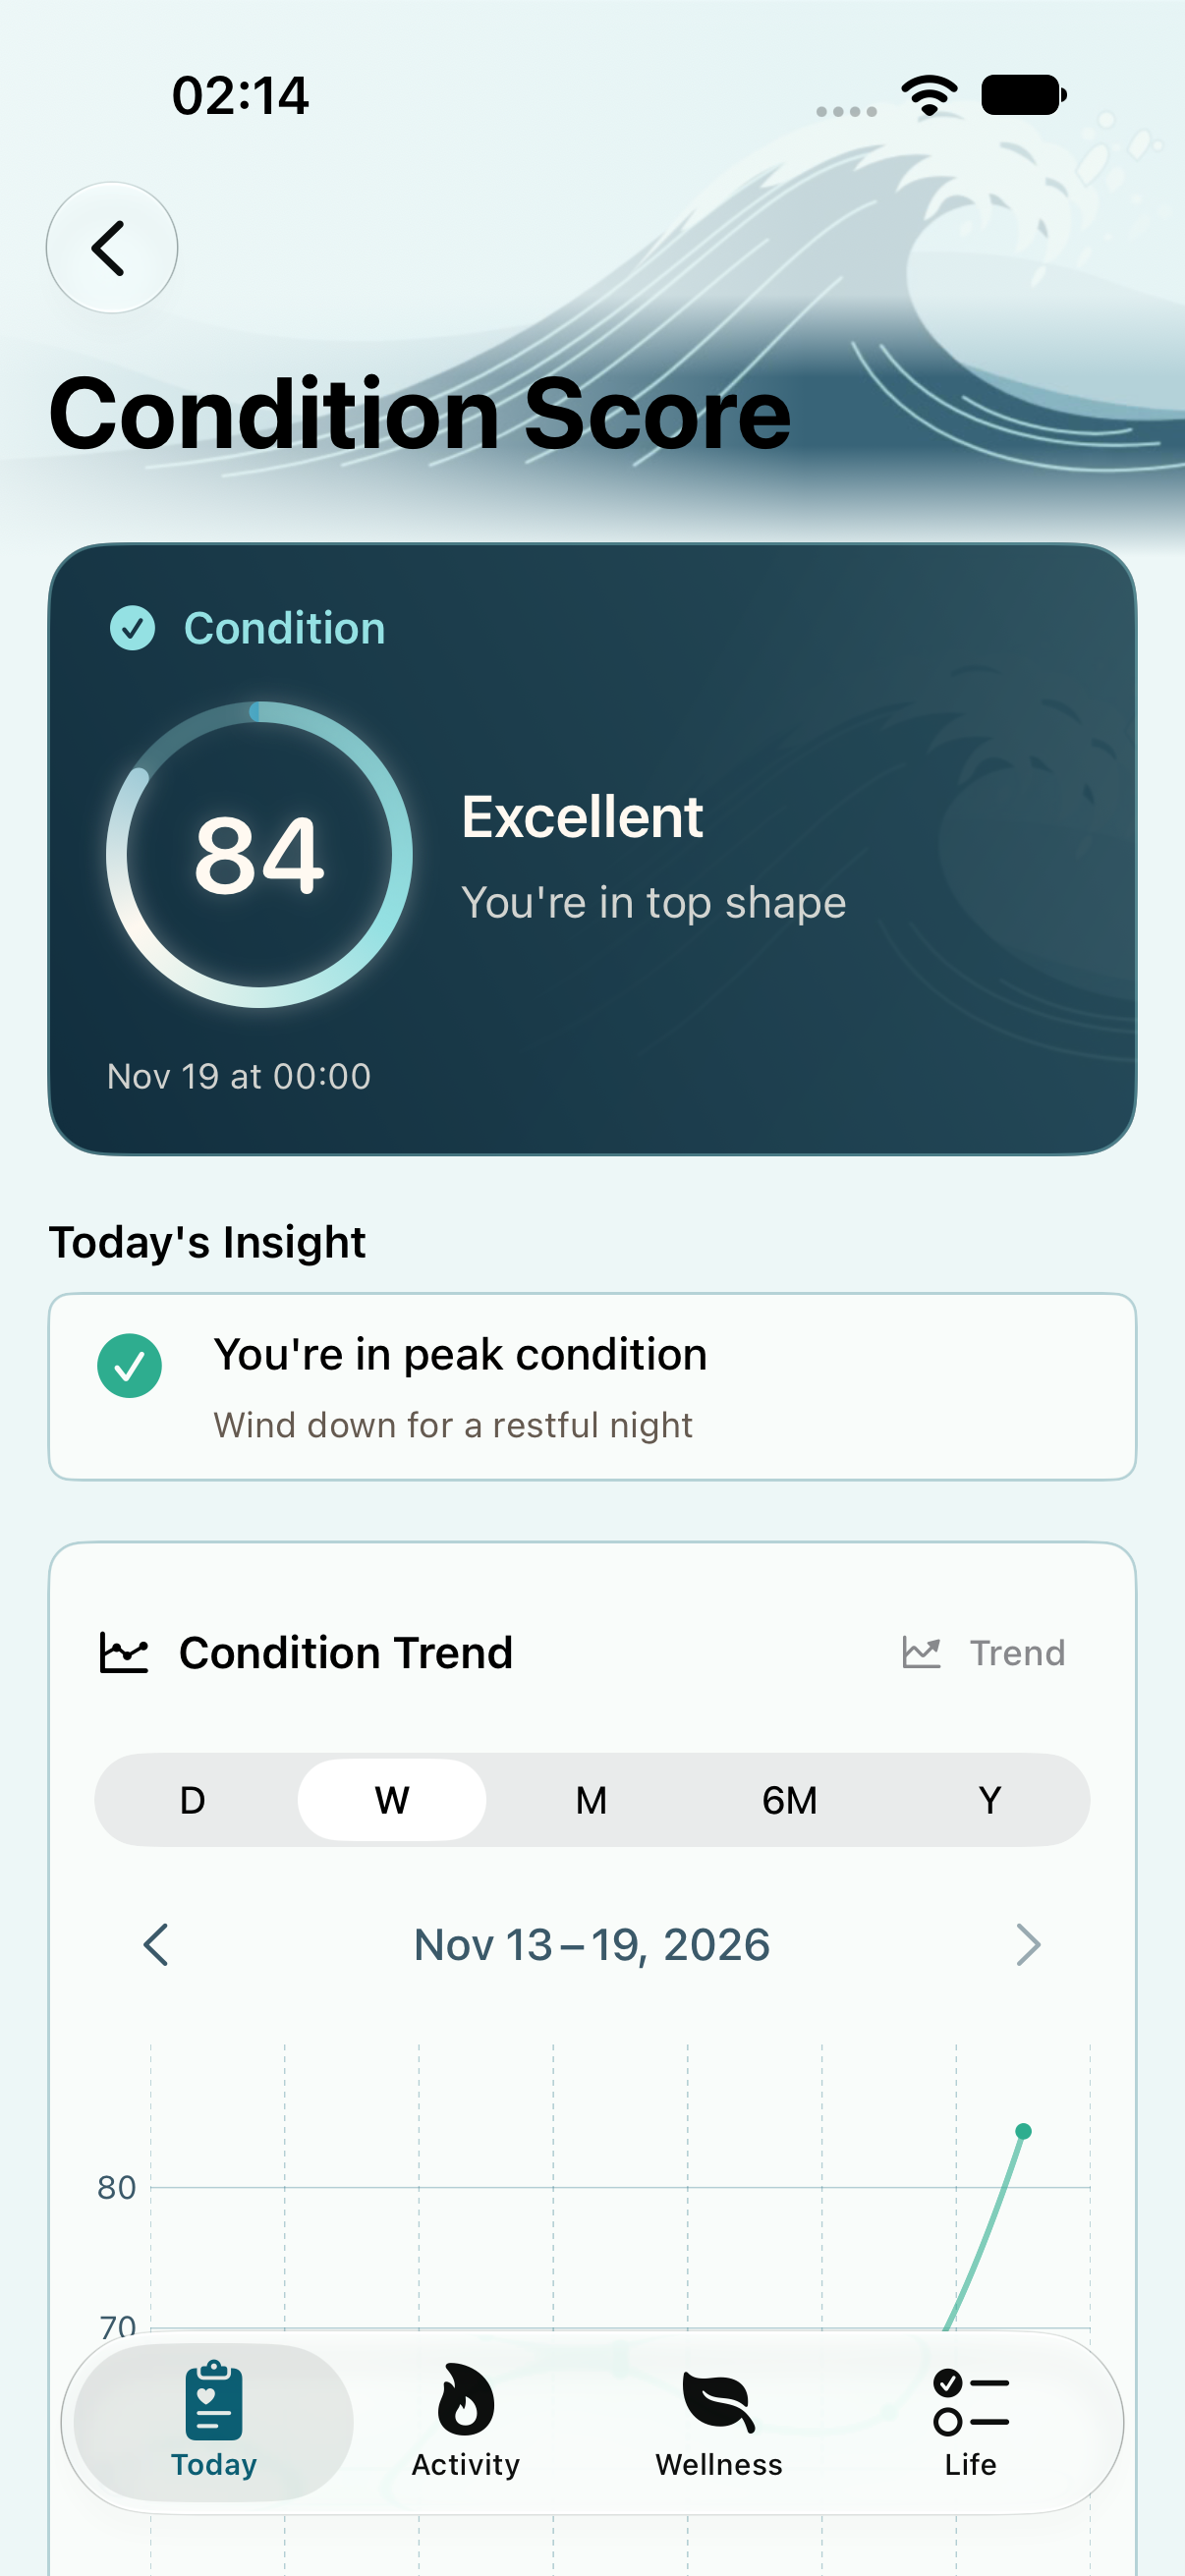 02:14
Condition Score
Condition
84
Excellent
You're in top shape
Nov 19 at 00:00
Today's Insight
You're in peak condition
Wind down for a restful night
Condition Trend
Trend
D W M 6M Y
Nov 13 – 19, 2026
80
70
Today Activity Wellness Life